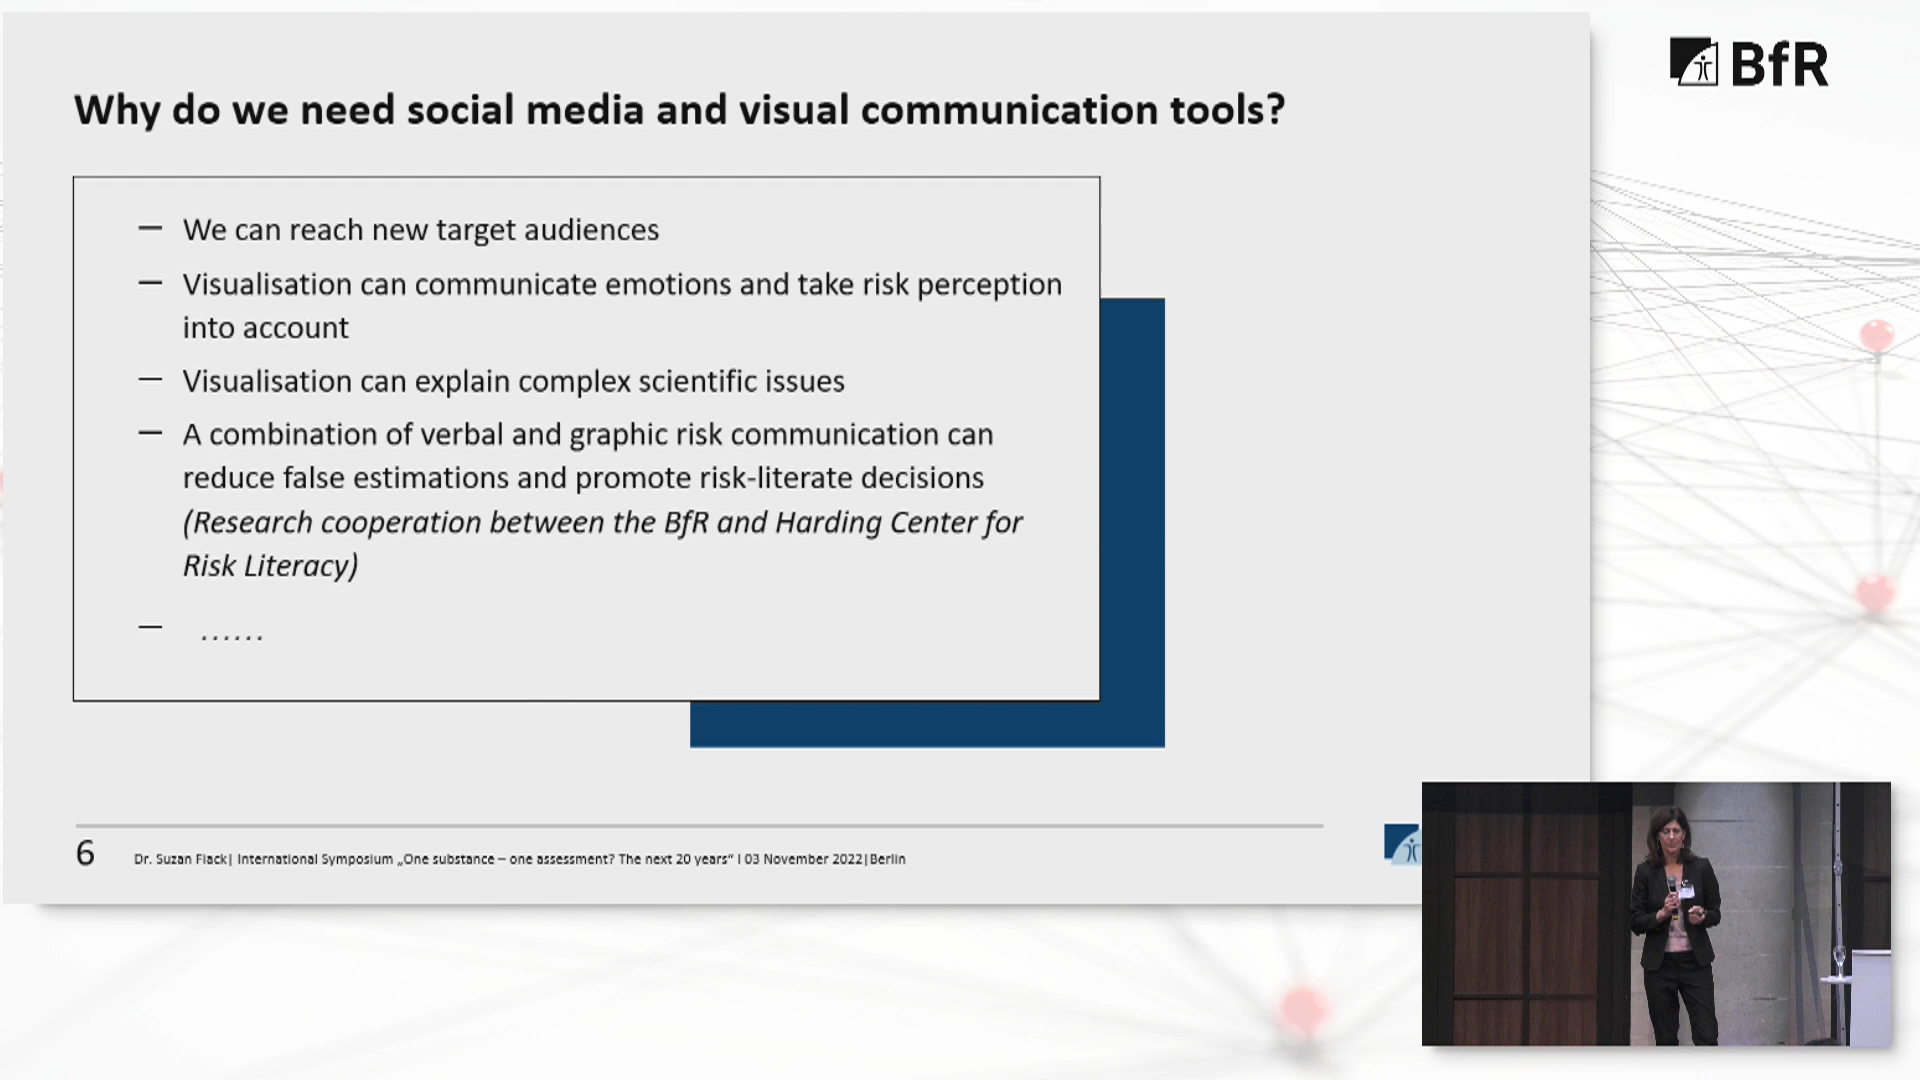 BfR
Why do we need social media and visual communication tools?
— We can reach new target audiences
— Visualisation can communicate emotions and take risk perception
into account
— Visualisation can explain complex scientific issues
— A combination of verbal and graphic risk communication can
reduce false estimations and promote risk-literate decisions
(Research cooperation between the BfR and Harding Center for
Risk Literacy)
— ......
6
Dr. Suzan Fiack| International Symposium „One substance – one assessment? The next 20 years“ I 03 November 2022|Berlin